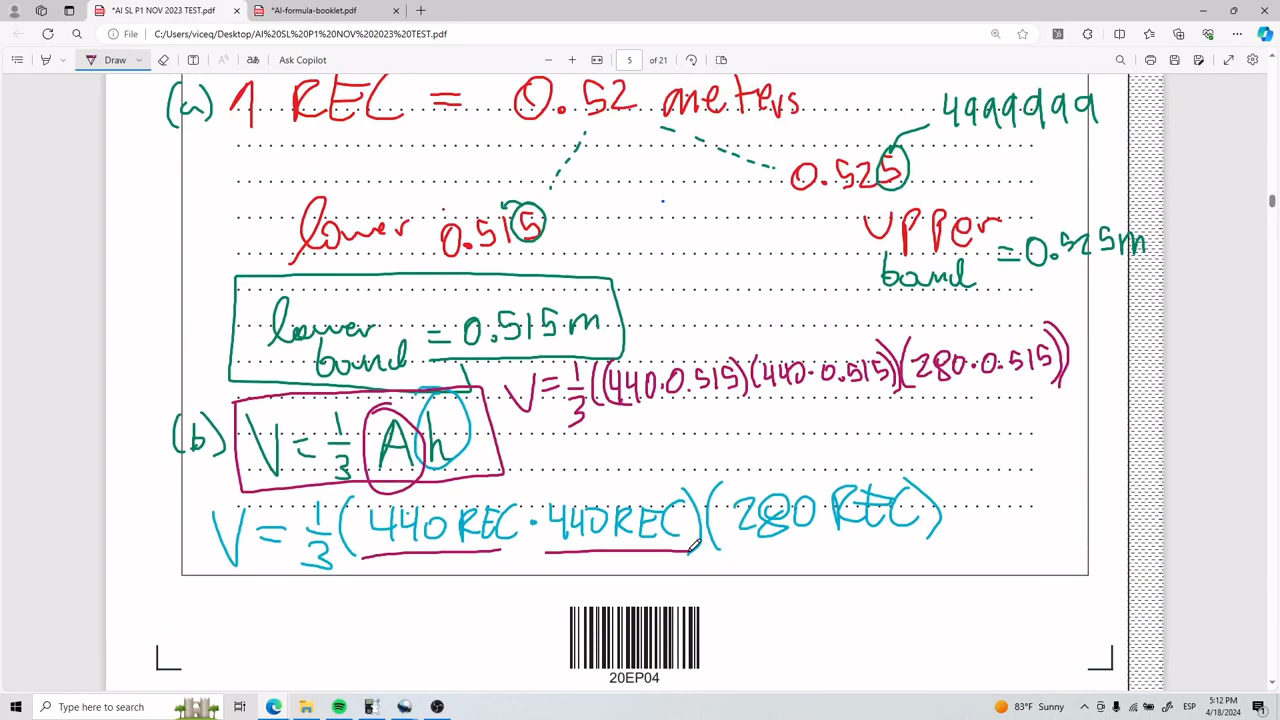 *AI SL P1 NOV 2023 TEST.pdf
*AI-formula-booklet.pdf
File
C:/Users/viceq/Desktop/AI%20SL%20P1%20NOV%202023%20TEST.pdf
Draw
Ask Copilot
5 of 21
(a) 1 REC = 0.52 meters
4999999
0.525
lower 0.515
upper
band = 0.525m
lower
band = 0.515m
V = 1/3 ((440·0.515)(440·0.515))(280·0.515))
(b) V = 1/3 A h
V = 1/3 (440 REC · 440 REC)(280 REC)
20EP04
Type here to search
83°F Sunny
ESP
5:12 PM
4/18/2024